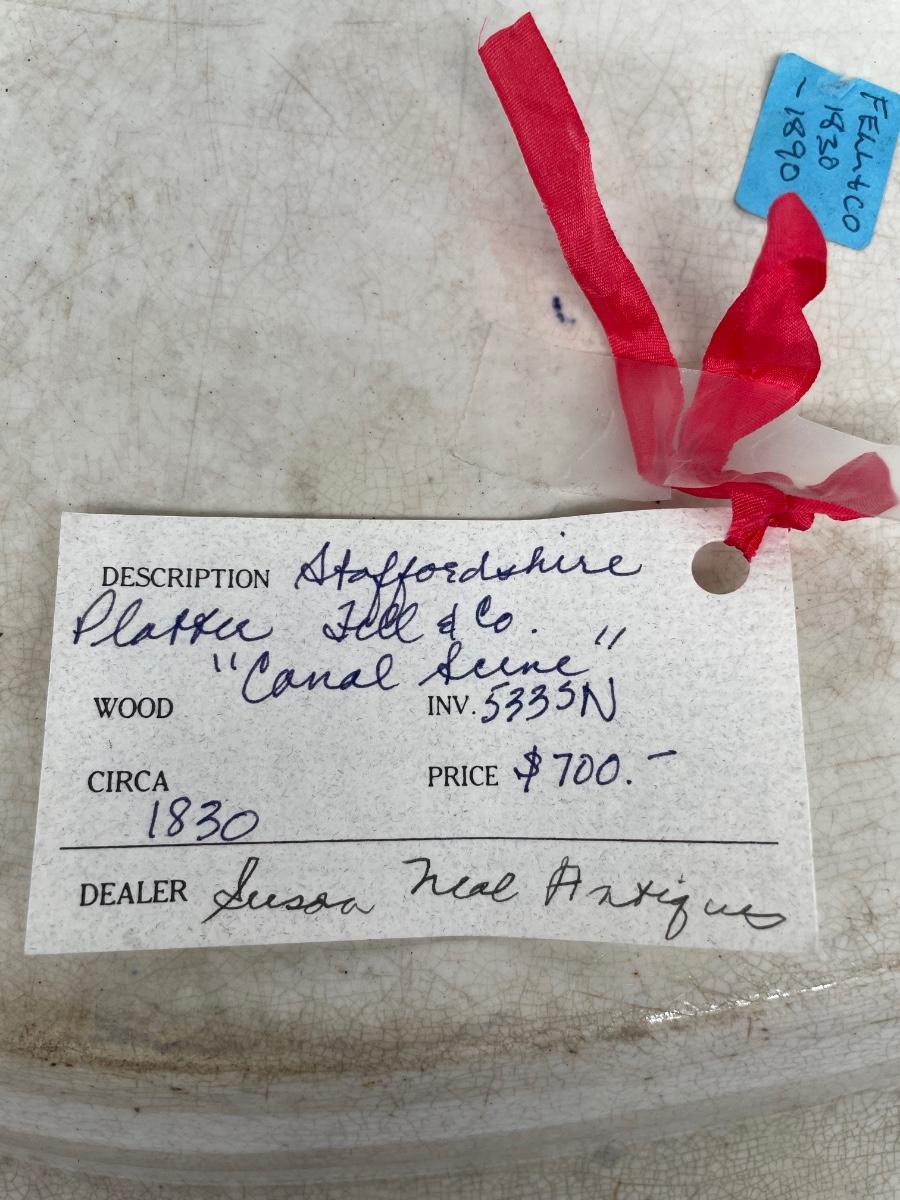 FELL & CO
1830
- 1890
DESCRIPTION Staffordshire
Platter Fell & Co.
"Canal Scene"
WOOD
INV. 5335N
CIRCA
1830
PRICE $700.-
DEALER Susan Neal Antiques